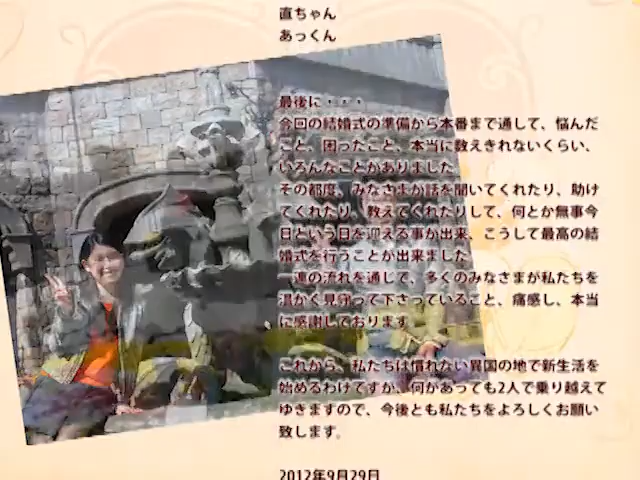 直ちゃん
あっくん
最後に・・・
今回の結婚式の準備から本番まで通して、悩んだ
こと、困ったこと、本当に数えきれないくらい、
いろんなことがありました
その都度、みなさまが話を聞いてくれたり、助け
てくれたり、教えてくれたりして、何とか無事今
日という日を迎える事が出来、こうして最高の結
婚式を行うことが出来ました
一連の流れを通じて、多くのみなさまが私たちを
温かく見守って下さっていること、痛感し、本当
に感謝しております
これから、私たちは慣れない異国の地で新生活を
始めるわけですが、何があっても2人で乗り越えて
ゆきますので、今後とも私たちをよろしくお願い
致します。
2012年9月29日